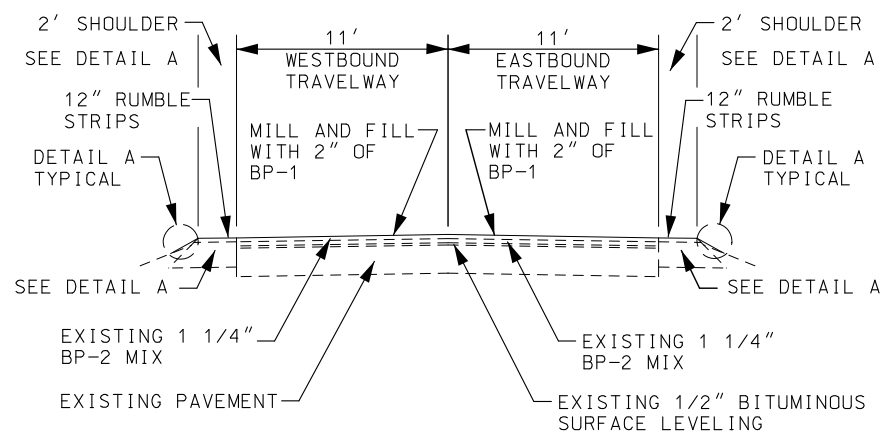 2' SHOULDER
SEE DETAIL A
11'
WESTBOUND
TRAVELWAY
11'
EASTBOUND
TRAVELWAY
2' SHOULDER
SEE DETAIL A
12" RUMBLE
STRIPS
MILL AND FILL
WITH 2" OF
BP-1
MILL AND FILL
WITH 2" OF
BP-1
12" RUMBLE
STRIPS
DETAIL A
TYPICAL
DETAIL A
TYPICAL
SEE DETAIL A
SEE DETAIL A
EXISTING 1 1/4"
BP-2 MIX
EXISTING 1 1/4"
BP-2 MIX
EXISTING PAVEMENT
EXISTING 1/2" BITUMINOUS
SURFACE LEVELING